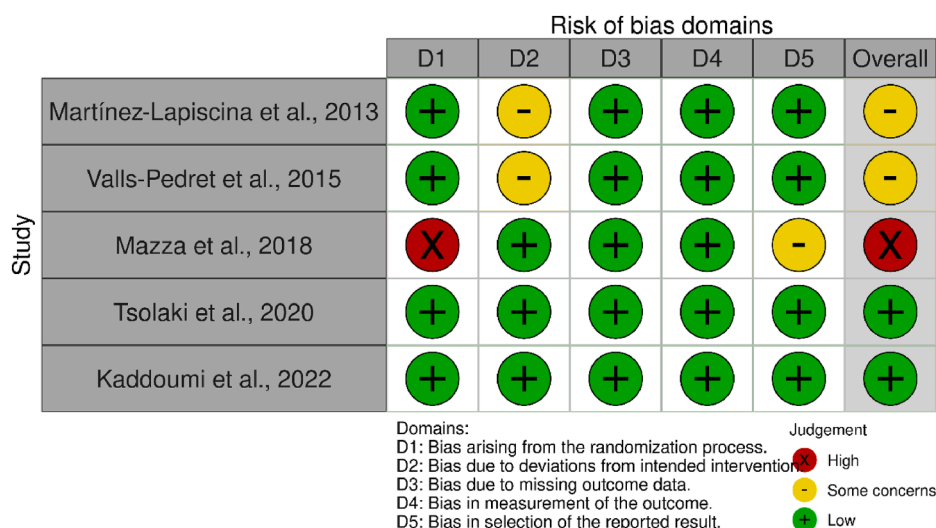 Risk of bias domains
D1 D2 D3 D4 D5 Overall
Study
Martínez-Lapiscina et al., 2013 + - + + + -
Valls-Pedret et al., 2015 + - + + + -
Mazza et al., 2018 X + + + - X
Tsolaki et al., 2020 + + + + + +
Kaddoumi et al., 2022 + + + + + +
Domains:
D1: Bias arising from the randomization process.
D2: Bias due to deviations from intended intervention.
D3: Bias due to missing outcome data.
D4: Bias in measurement of the outcome.
D5: Bias in selection of the reported result.
Judgement
X High
- Some concerns
+ Low